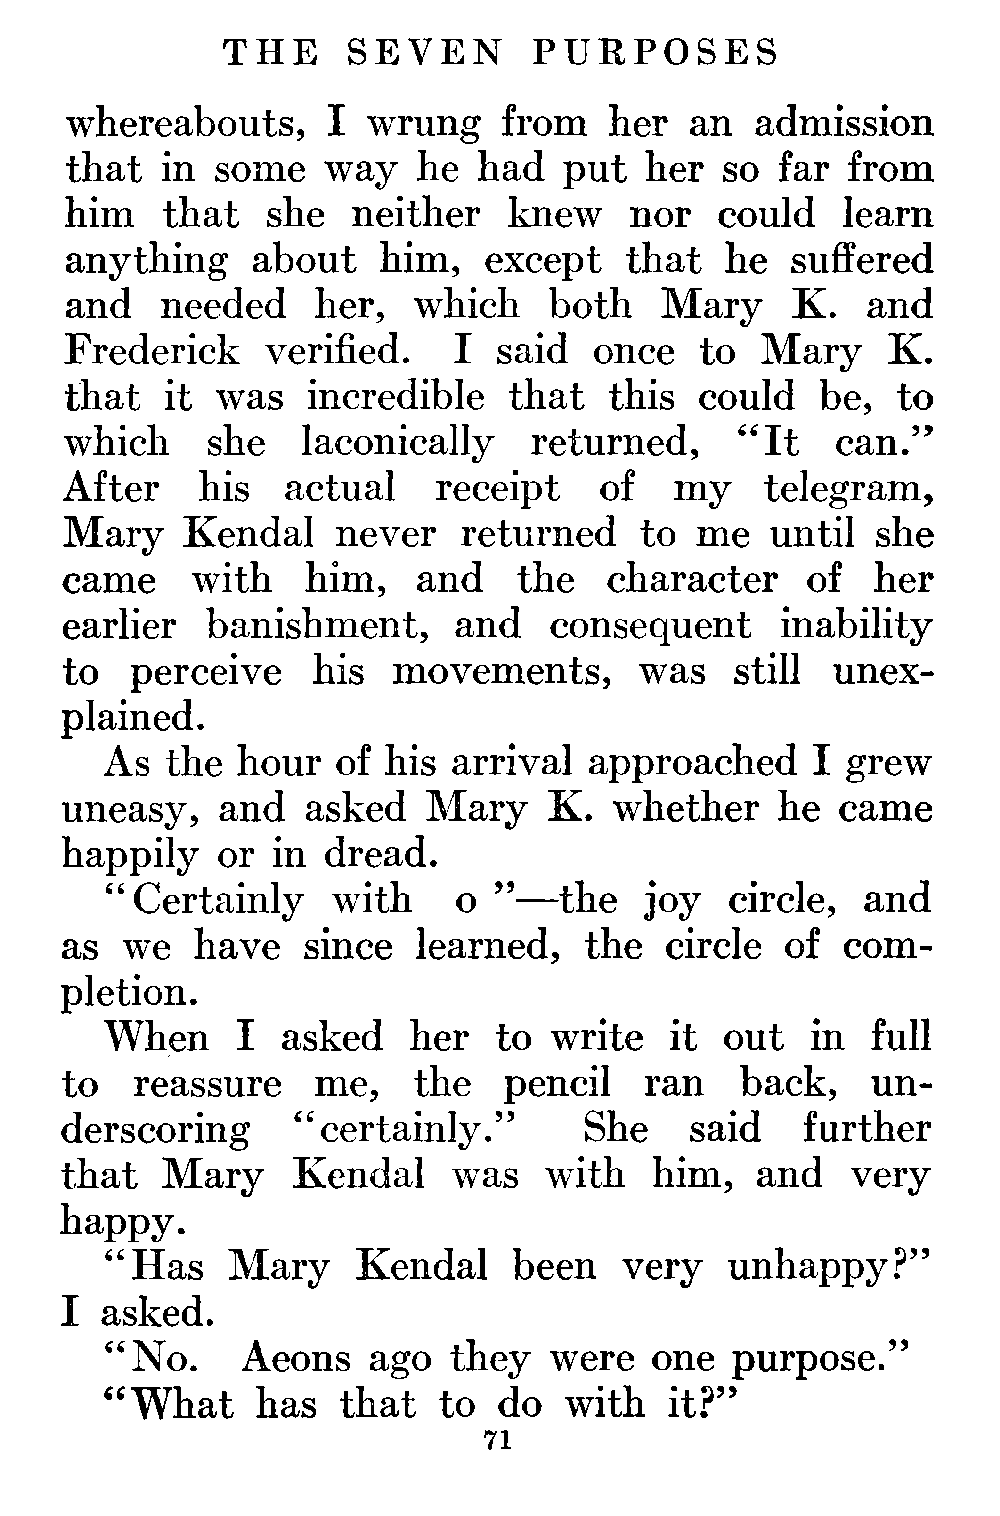 THE SEVEN PURPOSES
whereabouts, I wrung from her an admission
that in some way he had put her so far from
him that she neither knew nor could learn
anything about him, except that he suffered
and needed her, which both Mary K. and
Frederick verified. I said once to Mary K.
that it was incredible that this could be, to
which she laconically returned, “It can.”
After his actual receipt of my telegram,
Mary Kendal never returned to me until she
came with him, and the character of her
earlier banishment, and consequent inability
to perceive his movements, was still unex-
plained.
As the hour of his arrival approached I grew
uneasy, and asked Mary K. whether he came
happily or in dread.
“Certainly with o ”—the joy circle, and
as we have since learned, the circle of com-
pletion.
When I asked her to write it out in full
to reassure me, the pencil ran back, un-
derscoring “certainly.” She said further
that Mary Kendal was with him, and very
happy.
“Has Mary Kendal been very unhappy?”
I asked.
“No. Aeons ago they were one purpose.”
“What has that to do with it?”
71